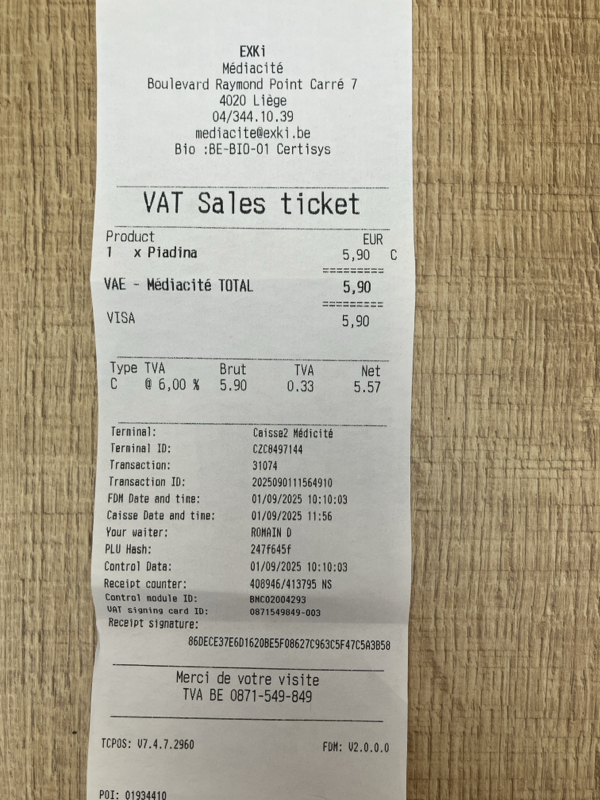 EXKi
Médiacité
Boulevard Raymond Point Carré 7
4020 Liège
04/344.10.39
mediacite@exki.be
Bio :BE-BIO-01 Certisys
VAT Sales ticket
Product EUR
1 x Piadina 5,90 C
=========
VAE - Médiacité TOTAL 5,90
=========
VISA 5,90
Type TVA Brut TVA Net
C @ 6,00 % 5.90 0.33 5.57
Terminal: Caisse2 Médicité
Terminal ID: CZC8497144
Transaction: 31074
Transaction ID: 2025090111564910
FDM Date and time: 01/09/2025 10:10:03
Caisse Date and time: 01/09/2025 11:56
Your waiter: ROMAIN D
PLU Hash: 247f645f
Control Data: 01/09/2025 10:10:03
Receipt counter: 408946/413795 NS
Control module ID: BMC02004293
VAT signing card ID: 0871549849-003
Receipt signature:
86DECE37E6D1620BE5F08627C963C5F47C5A3B58
Merci de votre visite
TVA BE 0871-549-849
TCPOS: V7.4.7.2960 FDM: V2.0.0.0
POI: 01934410